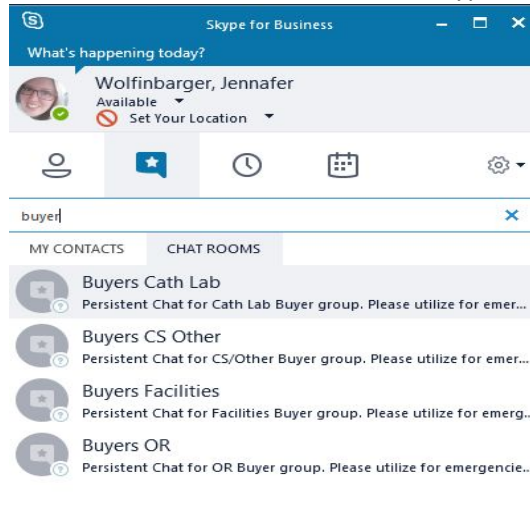 Skype for Business
What's happening today?
Wolfinbarger, Jennafer
Available
Set Your Location
buyer
MY CONTACTS CHAT ROOMS
Buyers Cath Lab
Persistent Chat for Cath Lab Buyer group. Please utilize for emer...
Buyers CS Other
Persistent Chat for CS/Other Buyer group. Please utilize for emer...
Buyers Facilities
Persistent Chat for Facilities Buyer group. Please utilize for emerg..
Buyers OR
Persistent Chat for OR Buyer group. Please utilize for emergencie..